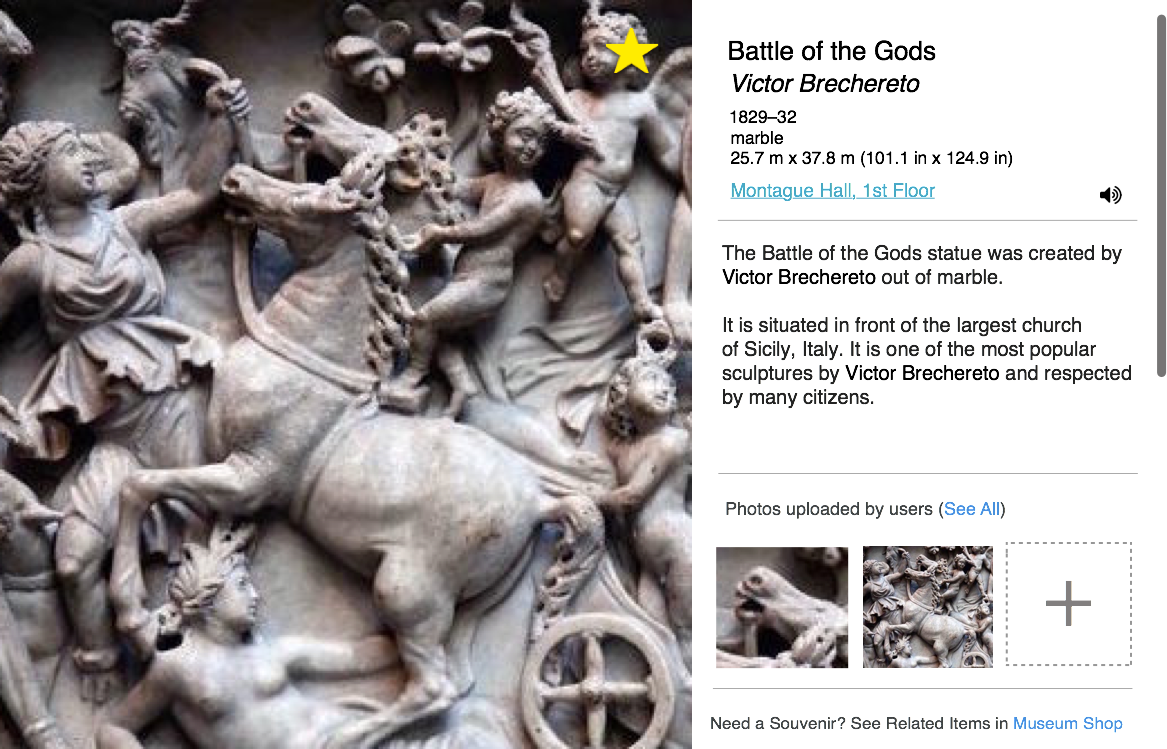 Battle of the Gods
Victor Brechereto
1829–32
marble
25.7 m x 37.8 m (101.1 in x 124.9 in)
Montague Hall, 1st Floor
The Battle of the Gods statue was created by
Victor Brechereto out of marble.
It is situated in front of the largest church
of Sicily, Italy. It is one of the most popular
sculptures by Victor Brechereto and respected
by many citizens.
Photos uploaded by users (See All)
Need a Souvenir? See Related Items in Museum Shop